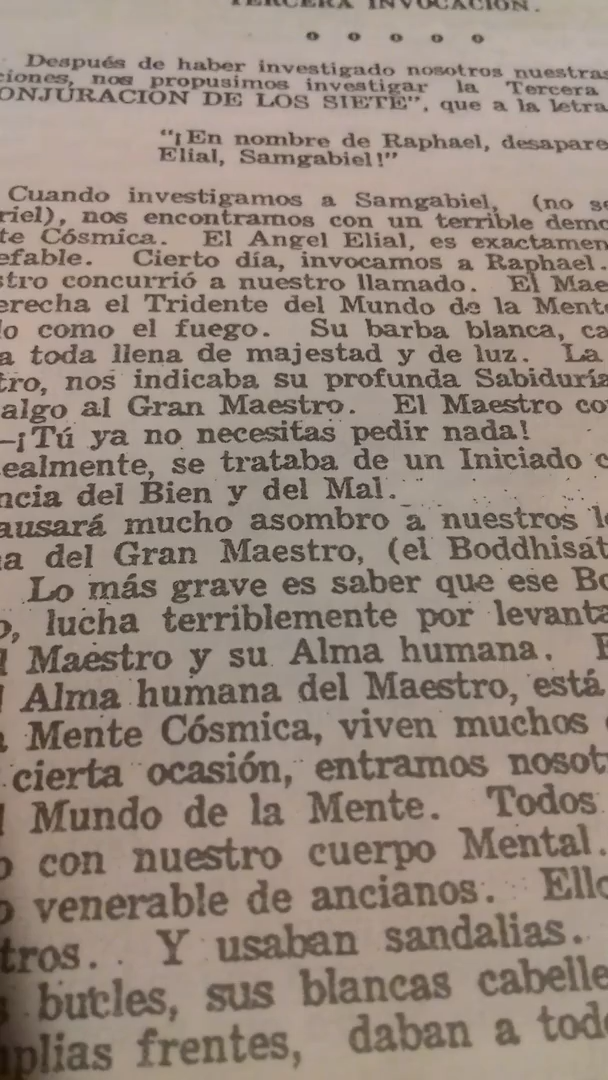 TERCERA INVOCACION.
Después de haber investigado nosotros nuestras
ciones, nos propusimos investigar la Tercera
ONJURACION DE LOS SIETE", que a la letra
"¡En nombre de Raphael, desapare
Elial, Samgabiel!"
Cuando investigamos a Samgabiel, (no se
riel), nos encontramos con un terrible demo
te Cósmica. El Angel Elial, es exactamen
efable. Cierto día, invocamos a Raphael.
stro concurrió a nuestro llamado. El Mae
erecha el Tridente del Mundo de la Mente
lo como el fuego. Su barba blanca, ca
a toda llena de majestad y de luz. La
tro, nos indicaba su profunda Sabiduría
algo al Gran Maestro. El Maestro co
—¡Tú ya no necesitas pedir nada!
ealmente, se trataba de un Iniciado c
ncia del Bien y del Mal.
ausará mucho asombro a nuestros le
na del Gran Maestro, (el Boddhisat
Lo más grave es saber que ese Bo
o, lucha terriblemente por levanta
l Maestro y su Alma humana. E
l Alma humana del Maestro, está
a Mente Cósmica, viven muchos
cierta ocasión, entramos nosot
l Mundo de la Mente. Todos
o con nuestro cuerpo Mental.
o venerable de ancianos. Ello
tros. Y usaban sandalias.
s bucles, sus blancas cabelle
mplias frentes, daban a tod